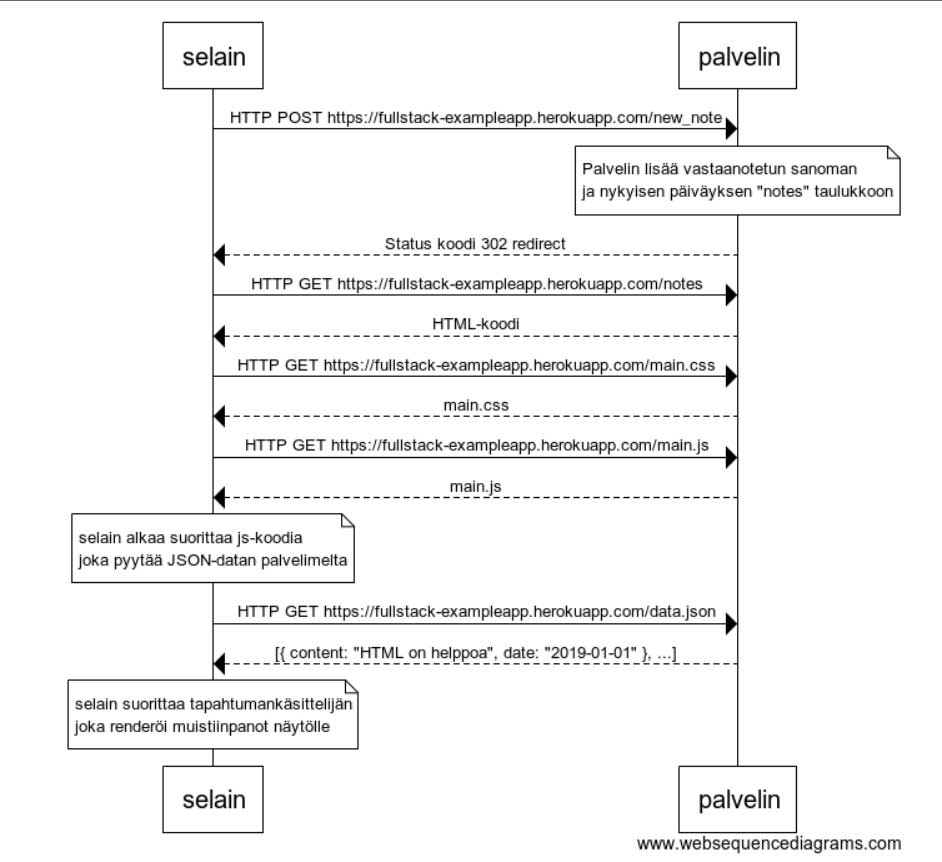 selain
palvelin
HTTP POST https://fullstack-exampleapp.herokuapp.com/new_note
Palvelin lisää vastaanotetun sanoman
ja nykyisen päiväyksen "notes" taulukkoon
Status koodi 302 redirect
HTTP GET https://fullstack-exampleapp.herokuapp.com/notes
HTML-koodi
HTTP GET https://fullstack-exampleapp.herokuapp.com/main.css
main.css
HTTP GET https://fullstack-exampleapp.herokuapp.com/main.js
main.js
selain alkaa suorittaa js-koodia
joka pyytää JSON-datan palvelimelta
HTTP GET https://fullstack-exampleapp.herokuapp.com/data.json
[{ content: "HTML on helppoa", date: "2019-01-01" }, ...]
selain suorittaa tapahtumankäsittelijän
joka renderöi muistiinpanot näytölle
selain
palvelin
www.websequencediagrams.com